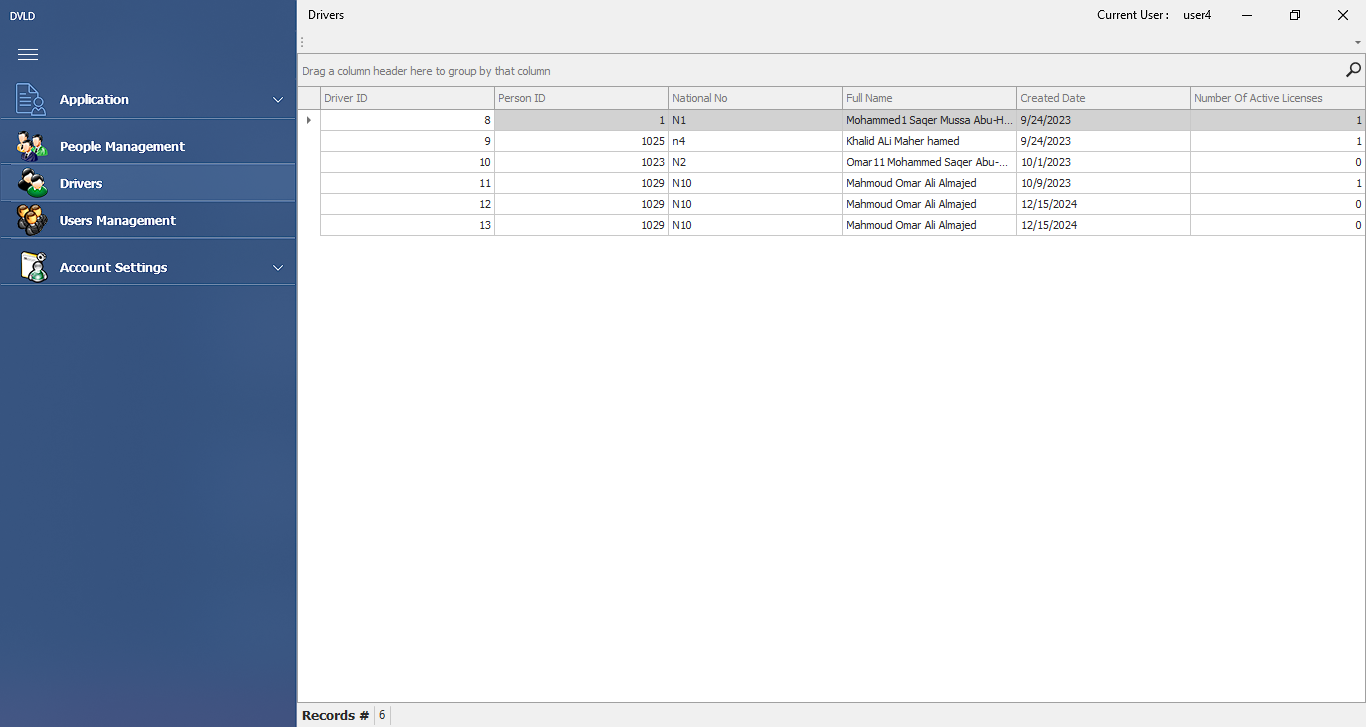 DVLD
Drivers
Current User : user4
Application
People Management
Drivers
Users Management
Account Settings
Drag a column header here to group by that column
Driver ID Person ID National No Full Name Created Date Number Of Active Licenses
8 1 N1 Mohammed1 Saqer Mussa Abu-H... 9/24/2023 1
9 1025 n4 Khalid ALi Maher hamed 9/24/2023 1
10 1023 N2 Omar11 Mohammed Saqer Abu-... 10/1/2023 0
11 1029 N10 Mahmoud Omar Ali Almajed 10/9/2023 1
12 1029 N10 Mahmoud Omar Ali Almajed 12/15/2024 0
13 1029 N10 Mahmoud Omar Ali Almajed 12/15/2024 0
Records # 6